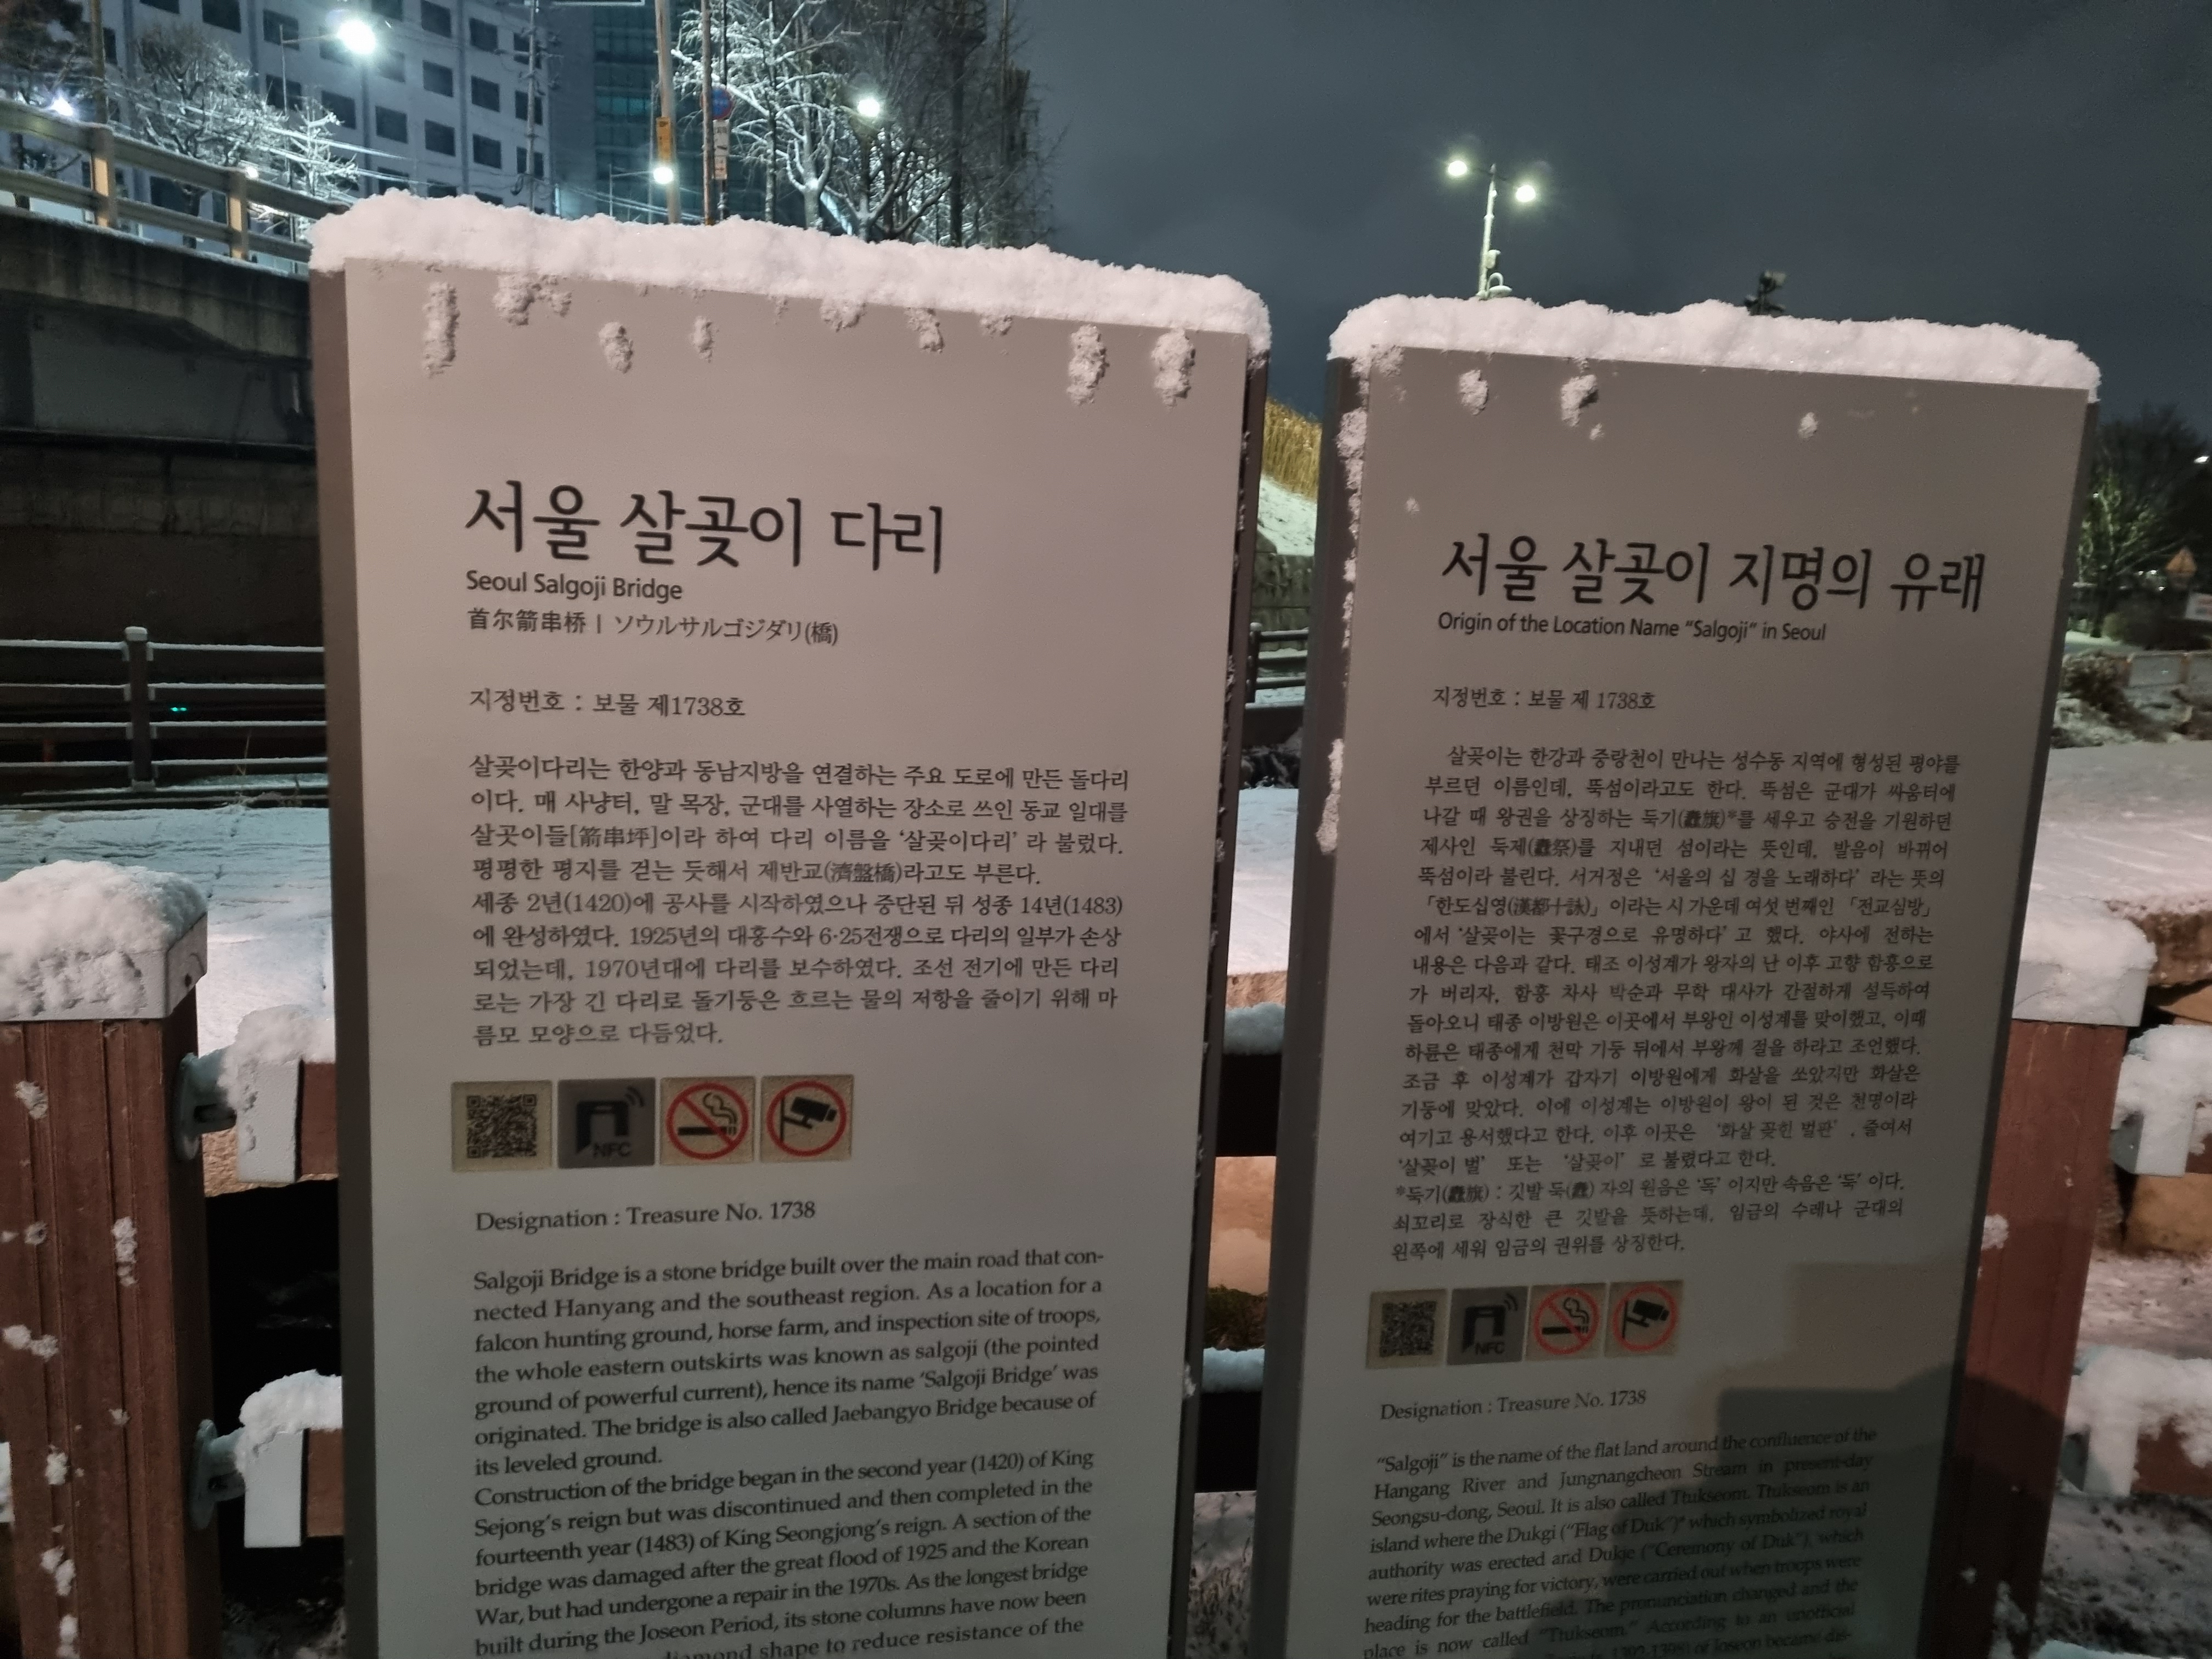 서울 살곶이 다리
Seoul Salgoji Bridge
首尔箭串桥 | ソウルサルゴジダリ(橋)
지정번호 : 보물 제1738호
살곶이다리는 한양과 동남지방을 연결하는 주요 도로에 만든 돌다리
이다. 매 사냥터, 말 목장, 군대를 사열하는 장소로 쓰인 동교 일대를
살곳이들[箭串坪]이라 하여 다리 이름을 ‘살곶이다리’ 라 불렀다.
평평한 평지를 걷는 듯해서 제반교(濟盤橋)라고도 부른다.
세종 2년(1420)에 공사를 시작하였으나 중단된 뒤 성종 14년(1483)
에 완성하였다. 1925년의 대홍수와 6·25전쟁으로 다리의 일부가 손상
되었는데, 1970년대에 다리를 보수하였다. 조선 전기에 만든 다리
로는 가장 긴 다리로 돌기둥은 흐르는 물의 저항을 줄이기 위해 마
름모 모양으로 다듬었다.
NFC
Designation : Treasure No. 1738
Salgoji Bridge is a stone bridge built over the main road that con-
nected Hanyang and the southeast region. As a location for a
falcon hunting ground, horse farm, and inspection site of troops,
the whole eastern outskirts was known as salgoji (the pointed
ground of powerful current), hence its name ‘Salgoji Bridge’ was
originated. The bridge is also called Jaebangyo Bridge because of
its leveled ground.
Construction of the bridge began in the second year (1420) of King
Sejong’s reign but was discontinued and then completed in the
fourteenth year (1483) of King Seongjong’s reign. A section of the
bridge was damaged after the great flood of 1925 and the Korean
War, but had undergone a repair in the 1970s. As the longest bridge
built during the Joseon Period, its stone columns have now been
diamond shape to reduce resistance of the
서울 살곶이 지명의 유래
Origin of the Location Name “Salgoji” in Seoul
지정번호 : 보물 제 1738호
살곶이는 한강과 중랑천이 만나는 성수동 지역에 형성된 평야를
부르던 이름인데, 뚝섬이라고도 한다. 뚝섬은 군대가 싸움터에
나갈 때 왕권을 상징하는 둑기(纛旗)*를 세우고 승전을 기원하던
제사인 둑제(纛祭)를 지내던 섬이라는 뜻인데, 발음이 바뀌어
뚝섬이라 불린다. 서거정은 ‘서울의 십 경을 노래하다’ 라는 뜻의
「한도십영(漢都十詠)」이라는 시 가운데 여섯 번째인 「전교심방」
에서 ‘살곶이는 꽃구경으로 유명하다’ 고 했다. 야사에 전하는
내용은 다음과 같다. 태조 이성계가 왕자의 난 이후 고향 함흥으로
가 버리자, 함흥 차사 박순과 무학 대사가 간절하게 설득하여
돌아오니 태종 이방원은 이곳에서 부왕인 이성계를 맞이했고, 이때
하륜은 태종에게 천막 기둥 뒤에서 부왕께 절을 하라고 조언했다.
조금 후 이성계가 갑자기 이방원에게 화살을 쏘았지만 화살은
기둥에 맞았다. 이에 이성계는 이방원이 왕이 된 것은 천명이라
여기고 용서했다고 한다. 이후 이곳은 ‘화살 꽂힌 벌판’ , 줄여서
‘살꽂이 벌’ 또는 ‘살곶이’ 로 불렸다고 한다.
*둑기(纛旗) : 깃발 둑(纛) 자의 원음은 ‘독’ 이지만 속음은 ‘둑’ 이다.
쇠꼬리로 장식한 큰 깃발을 뜻하는데, 임금의 수레나 군대의
왼쪽에 세워 임금의 권위를 상징한다.
NFC
Designation : Treasure No. 1738
“Salgoji” is the name of the flat land around the confluence of the
Hangang River and Jungnangcheon Stream in present-day
Seongsu-dong, Seoul. It is also called Ttukseom. Ttukseom is an
island where the Dukgi (“Flag of Duk”)* which symbolized royal
authority was erected and Dukje (“Ceremony of Duk”), which
were rites praying for victory, were carried out when troops were
heading for the battlefield. The pronunciation changed and the
place is now called “Ttukseom.” According to an unofficial
1392-1398) of Joseon became dis-